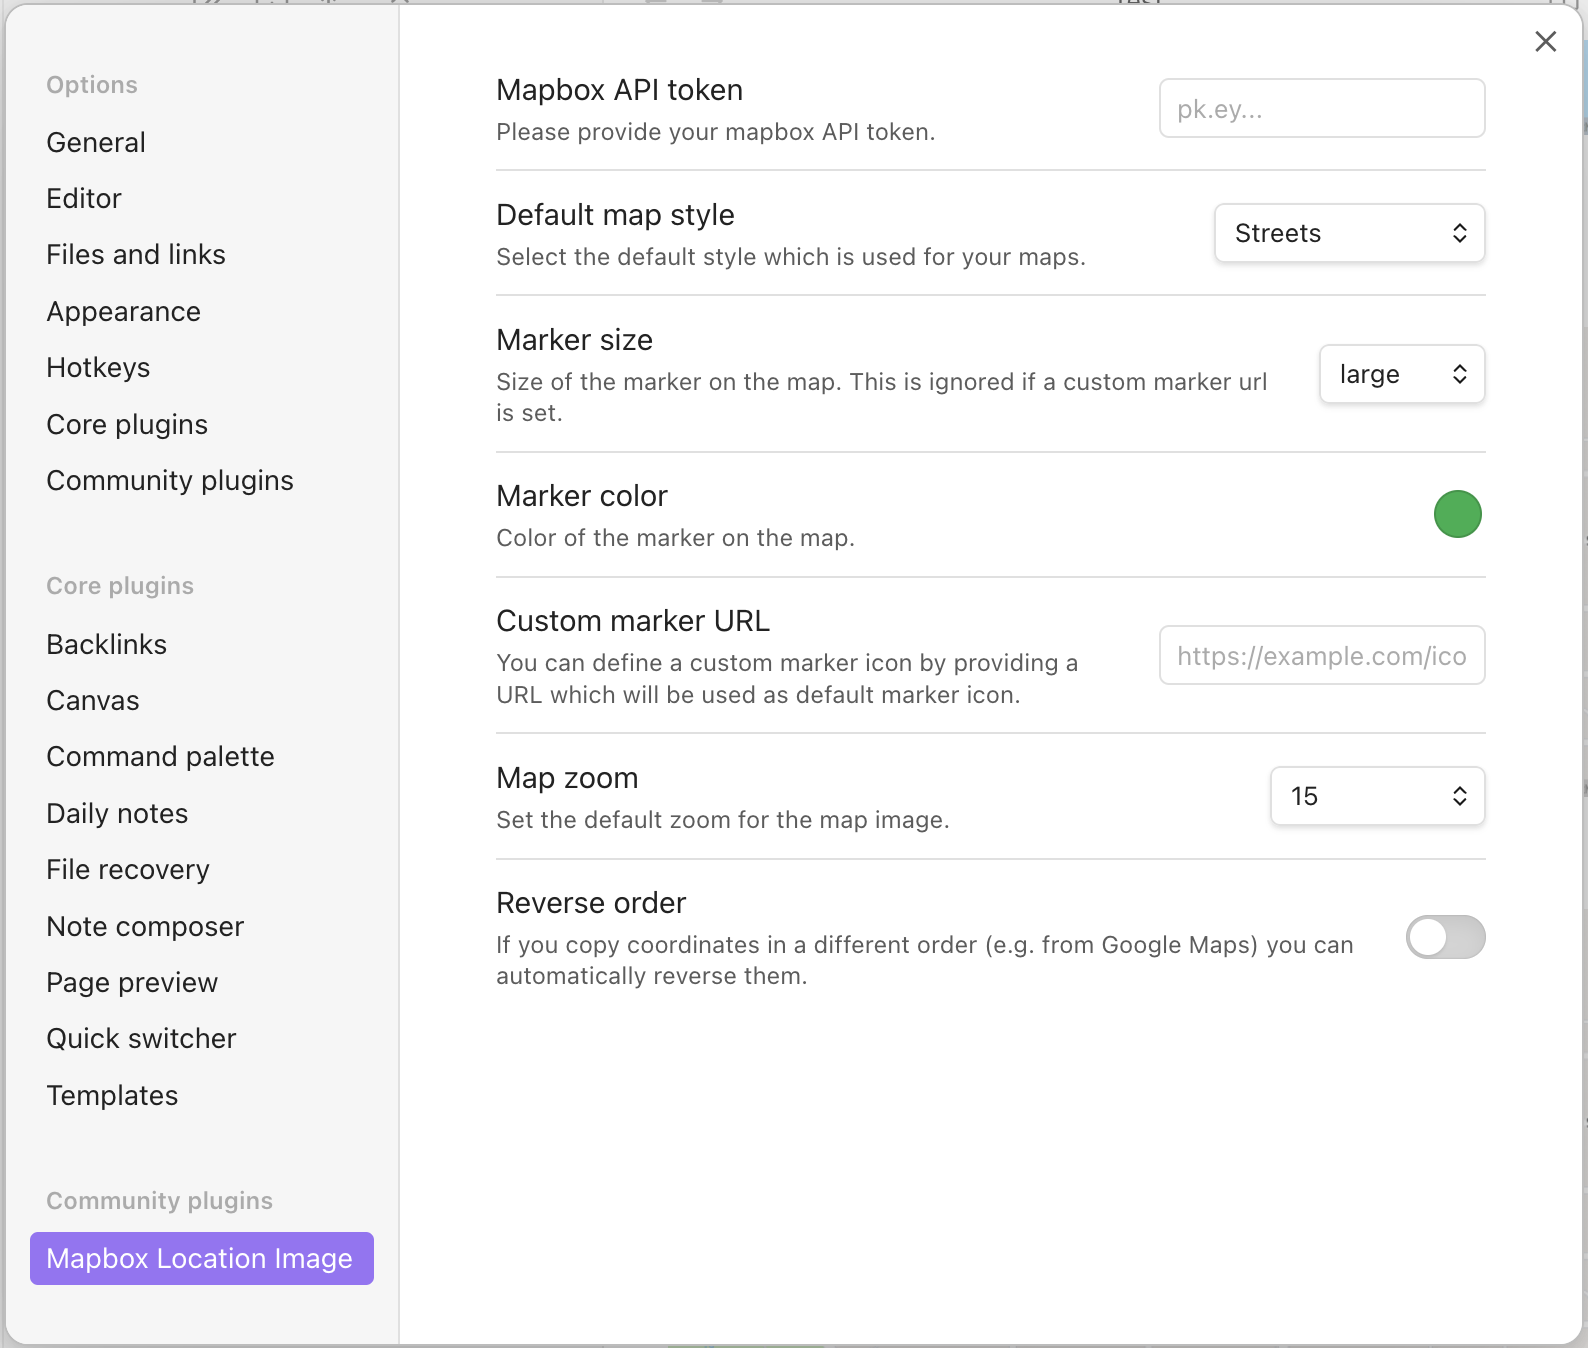 Options
General
Editor
Files and links
Appearance
Hotkeys
Core plugins
Community plugins
Core plugins
Backlinks
Canvas
Command palette
Daily notes
File recovery
Note composer
Page preview
Quick switcher
Templates
Community plugins
Mapbox Location Image
Mapbox API token
Please provide your mapbox API token.
pk.ey...
Default map style
Select the default style which is used for your maps.
Streets
Marker size
Size of the marker on the map. This is ignored if a custom marker url
is set.
large
Marker color
Color of the marker on the map.
Custom marker URL
You can define a custom marker icon by providing a
URL which will be used as default marker icon.
https://example.com/ico
Map zoom
Set the default zoom for the map image.
15
Reverse order
If you copy coordinates in a different order (e.g. from Google Maps) you can
automatically reverse them.